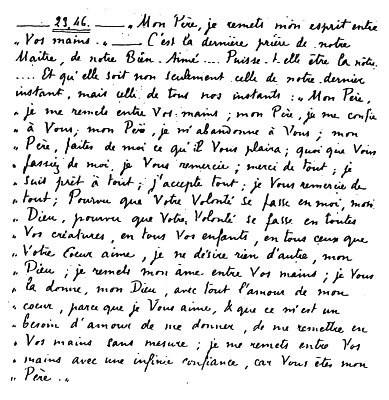 — 23,46. — „ Mon Père, je remets mon esprit entre
„ Vos mains „ — C'est la dernière prière de notre
Maître, de notre Bien-Aimé .... Puisse-t-elle être la nôtre
.... Et qu'elle soit non seulement celle de notre dernier
instant, mais celle de tous nos instants : „ Mon Père,
„ je me remets entre Vos mains ; mon Père, je me confie
„ à Vous ; mon Père, je m'abandonne à Vous ; mon
„ Père, faites de moi ce qu'il Vous plaira ; quoi que Vous
„ fassiez de moi, je Vous remercie ; merci de tout ; je
„ suis prêt à tout ; j'accepte tout ; je Vous remercie de
„ tout ; Pourvu que Votre Volonté se fasse en moi, mon
„ Dieu, pourvu que Votre Volonté se fasse en toutes
„ Vos créatures, en tous Vos enfants, en tous ceux que
„ Votre Coeur aime, je ne désire rien d'autre, mon
„ Dieu ; je remets mon âme entre Vos mains ; je Vous
„ la donne, mon Dieu, avec tout l'amour de mon
„ coeur, parce que je Vous aime, & que ce m'est un
„ besoin d'amour de me donner, de me remettre en
„ Vos mains sans mesure ; je me remets entre Vos
„ mains avec une infinie confiance, car Vous êtes mon
„ Père. „